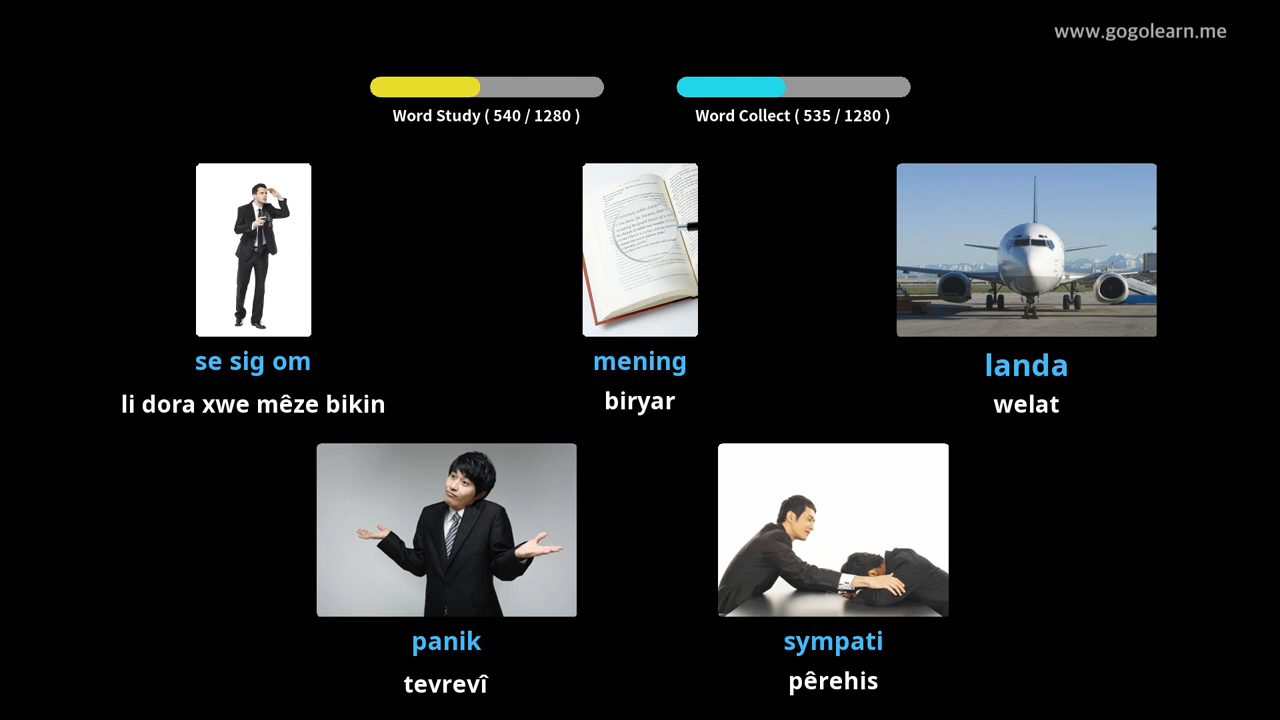 www.gogolearn.me
Word Study ( 540 / 1280 )
Word Collect ( 535 / 1280 )
se sig om
mening
landa
li dora xwe mêze bikin
biryar
welat
panik
sympati
tevrevî
pêrehis